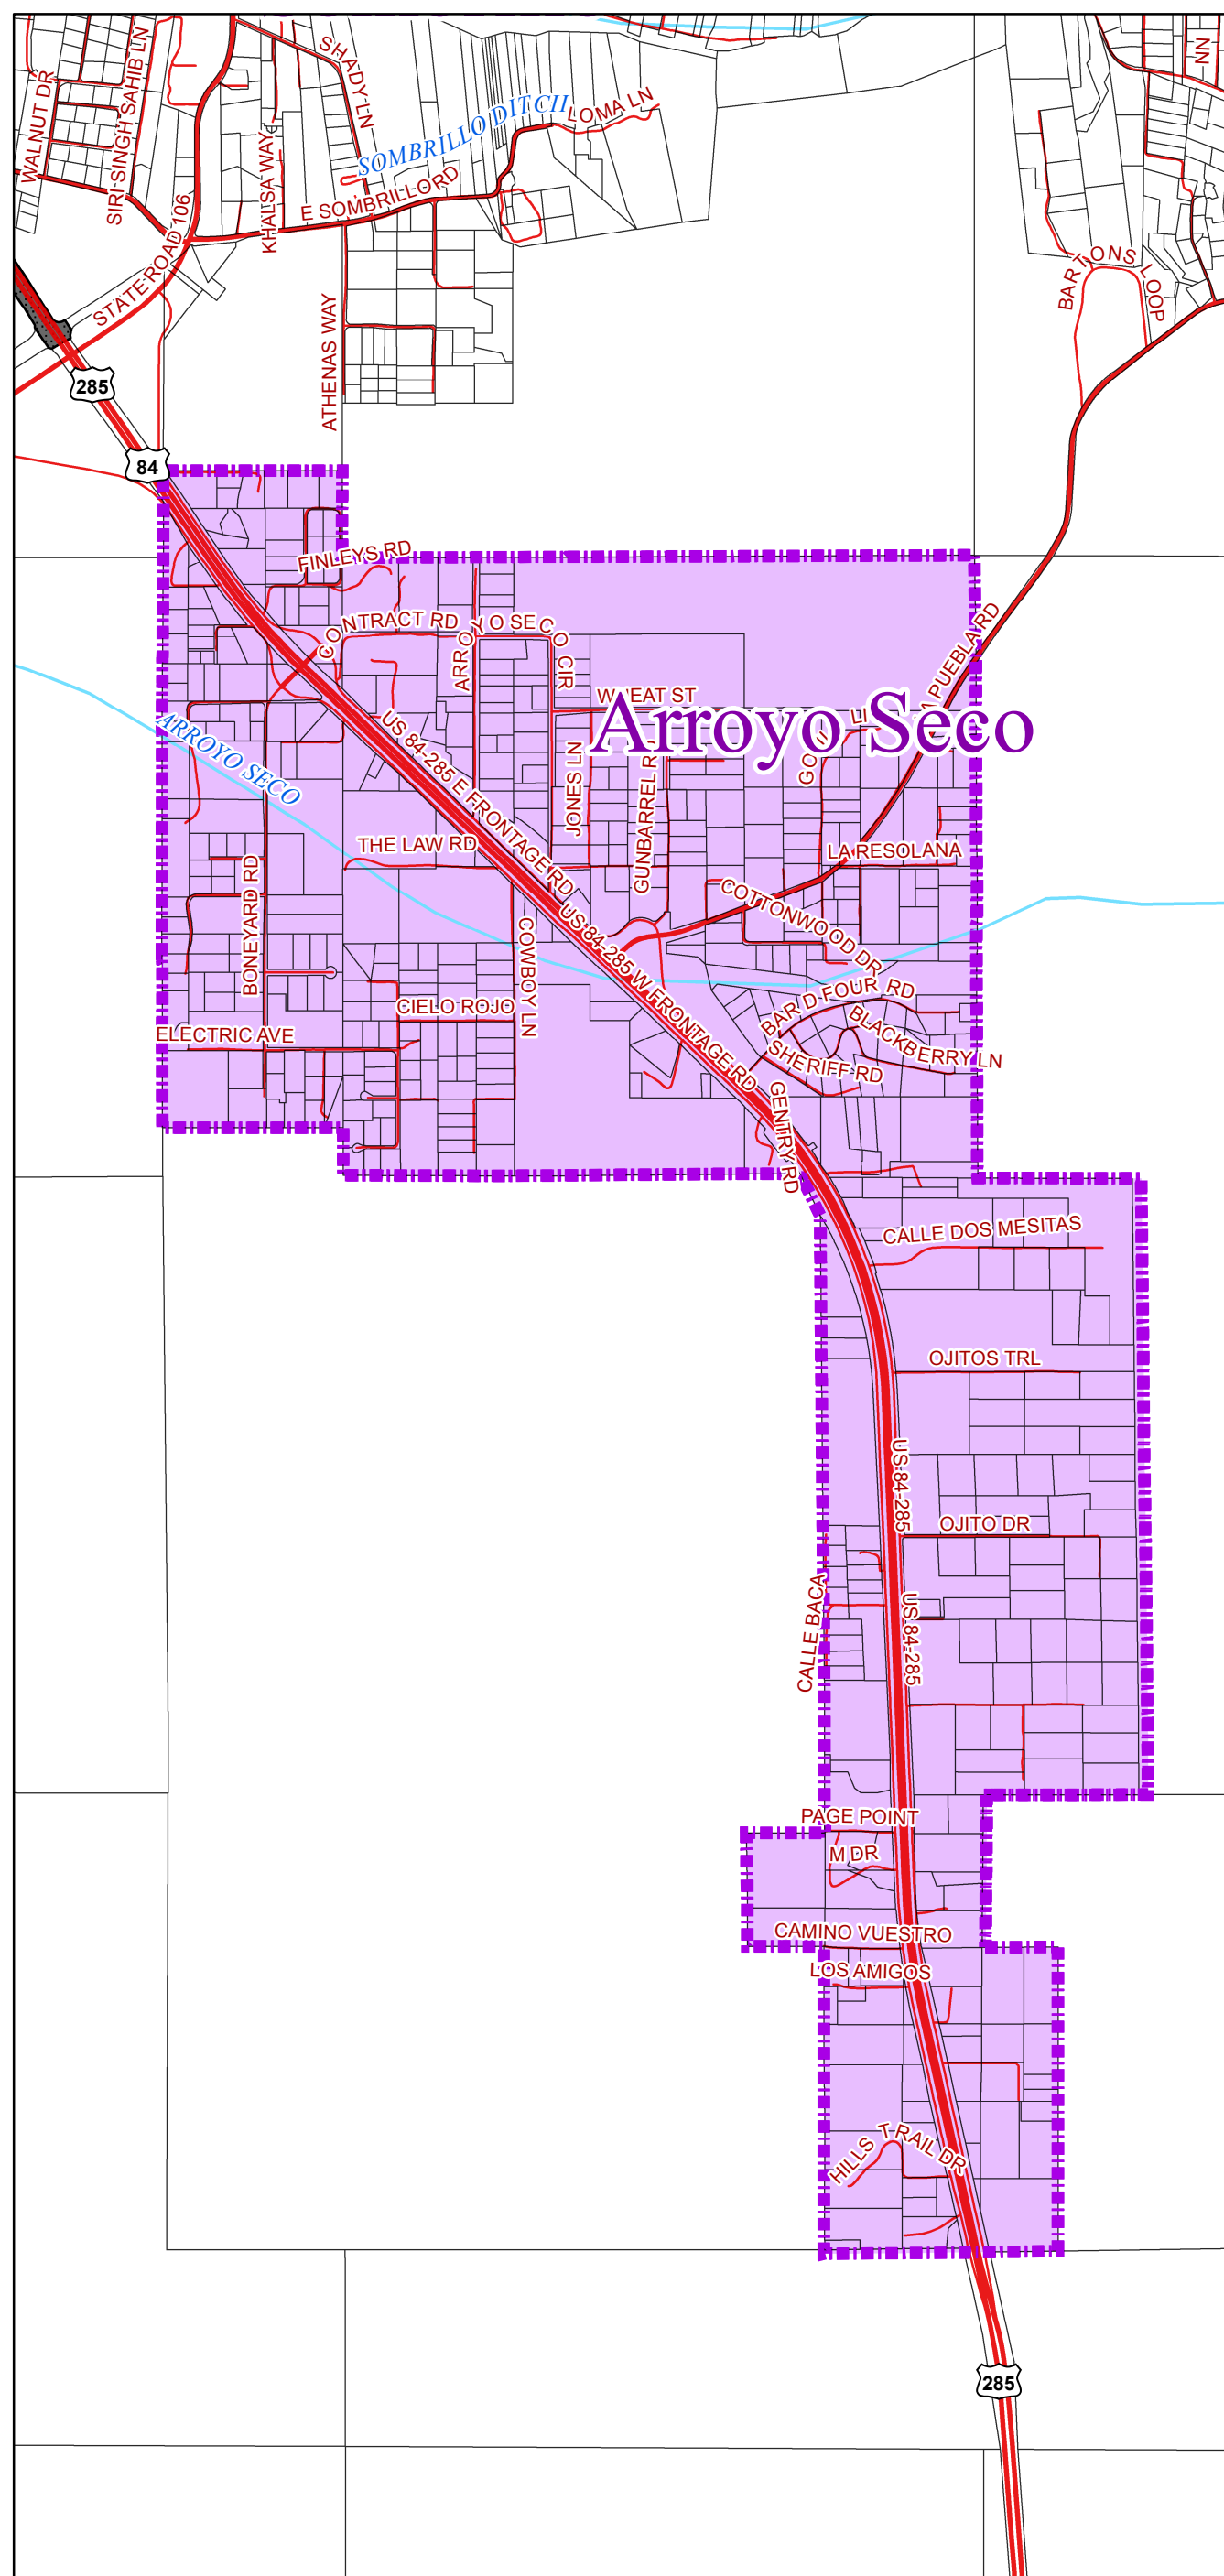 NN
WALNUT DR
SIRI SINGH SAHIB LN
SHADY LN
KHALSA WAY
SOMBRILLO DITCH
LOMA LN
E SOMBRILLO RD
STATE ROAD 106
BARTONS LOOP
ATHENAS WAY
285
84
FINLEYS RD
CONTRACT RD
ARROYO SECO CIR
WHEAT ST
Arroyo Seco
ARROYO SECO
US 84-285 E FRONTAGE RD
JONES LN
GUNBARREL R
LA RESOLANA
THE LAW RD
BONEYARD RD
COTTONWOOD DR
US 84-285 W FRONTAGE RD
COWBOY LN
CIELO ROJO
BAR D FOUR RD
BLACKBERRY LN
SHERIFF RD
ELECTRIC AVE
GENTRY RD
CALLE DOS MESITAS
OJITOS TRL
US 84-285
OJITO DR
CALLE BACA
US 84-285
PAGE POINT
M DR
CAMINO VUESTRO
LOS AMIGOS
HILLS TRAIL DR
285